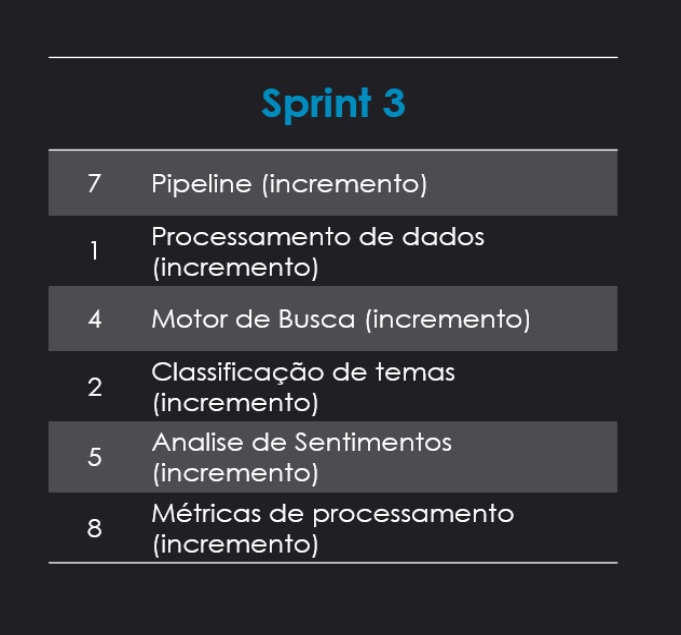 Sprint 3
7 Pipeline (incremento)
1 Processamento de dados
(incremento)
4 Motor de Busca (incremento)
2 Classificação de temas
(incremento)
5 Analise de Sentimentos
(incremento)
8 Métricas de processamento
(incremento)